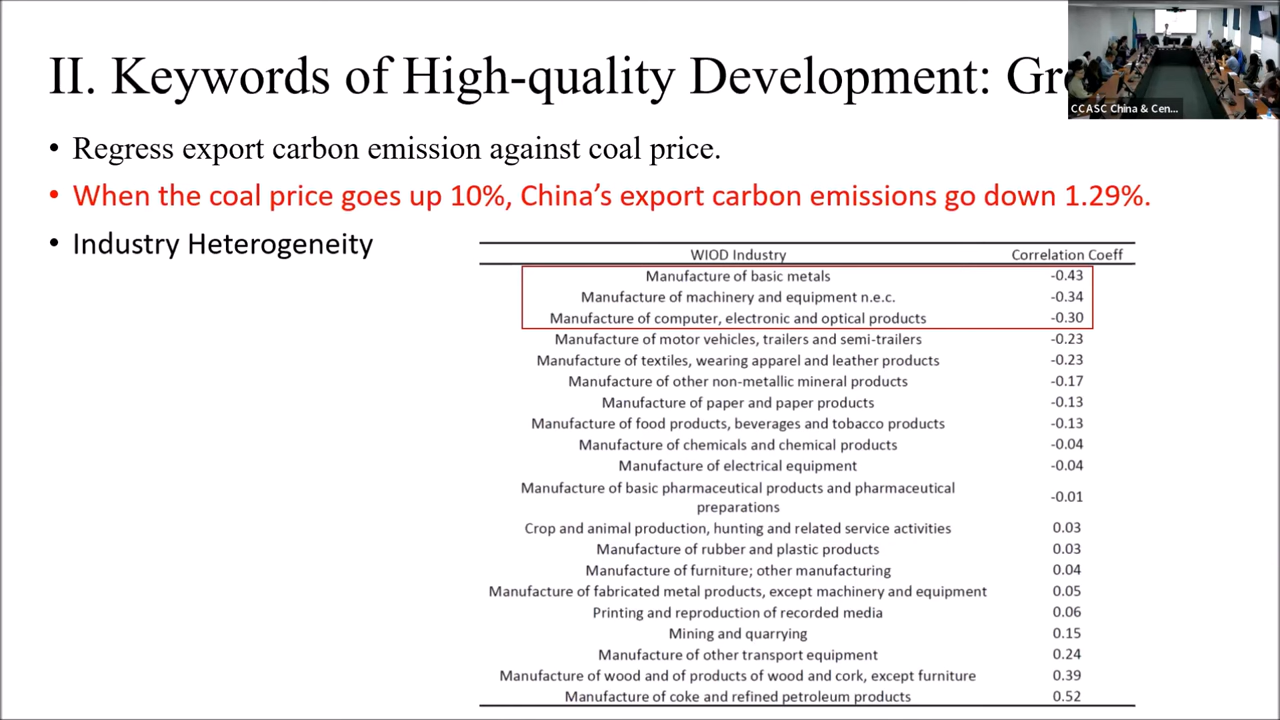 II. Keywords of High-quality Development: Gr
CCASC China & Cen...
• Regress export carbon emission against coal price.
• When the coal price goes up 10%, China’s export carbon emissions go down 1.29%.
• Industry Heterogeneity
WIOD Industry Correlation Coeff
Manufacture of basic metals -0.43
Manufacture of machinery and equipment n.e.c. -0.34
Manufacture of computer, electronic and optical products -0.30
Manufacture of motor vehicles, trailers and semi-trailers -0.23
Manufacture of textiles, wearing apparel and leather products -0.23
Manufacture of other non-metallic mineral products -0.17
Manufacture of paper and paper products -0.13
Manufacture of food products, beverages and tobacco products -0.13
Manufacture of chemicals and chemical products -0.04
Manufacture of electrical equipment -0.04
Manufacture of basic pharmaceutical products and pharmaceutical
preparations -0.01
Crop and animal production, hunting and related service activities 0.03
Manufacture of rubber and plastic products 0.03
Manufacture of furniture; other manufacturing 0.04
Manufacture of fabricated metal products, except machinery and equipment 0.05
Printing and reproduction of recorded media 0.06
Mining and quarrying 0.15
Manufacture of other transport equipment 0.24
Manufacture of wood and of products of wood and cork, except furniture 0.39
Manufacture of coke and refined petroleum products 0.52